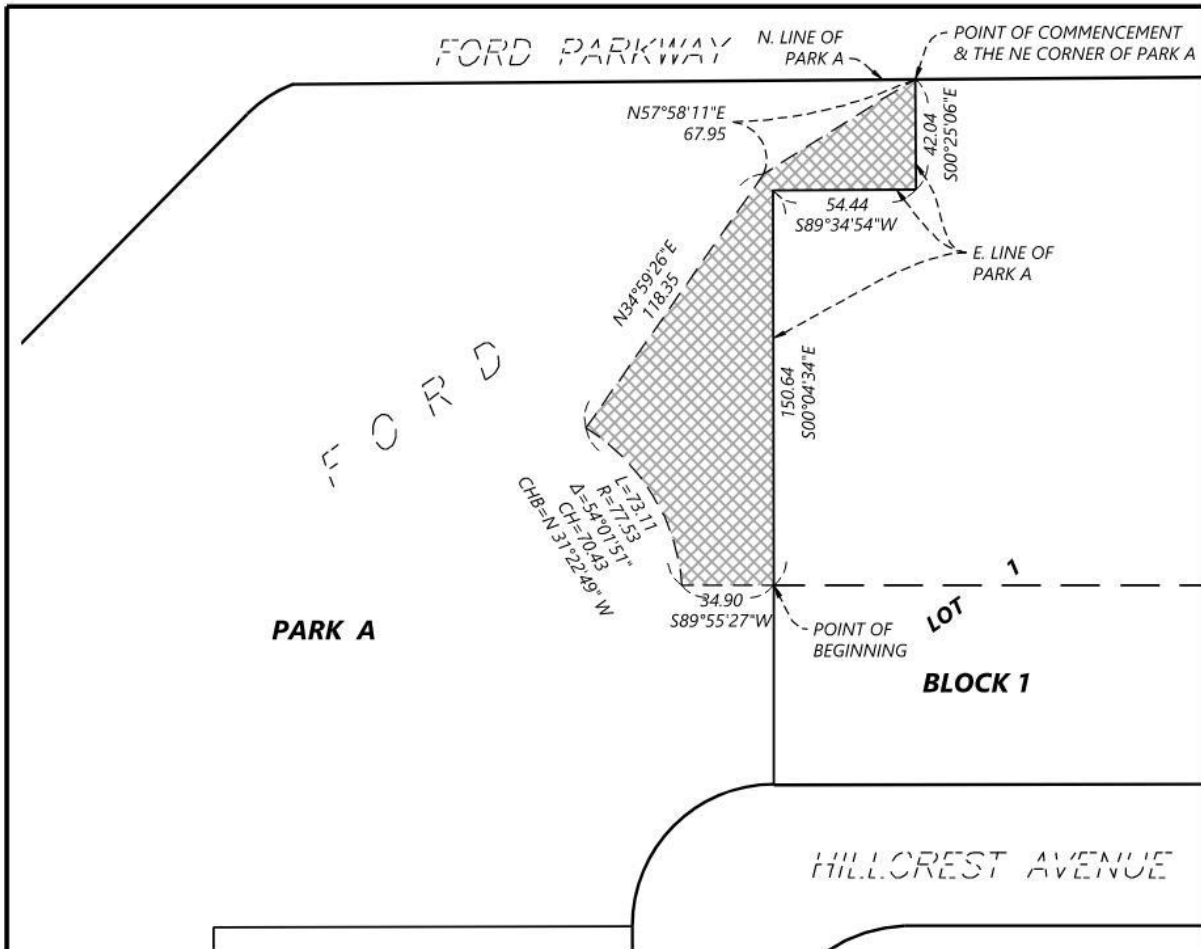 FORD PARKWAY
N. LINE OF
PARK A
POINT OF COMMENCEMENT
& THE NE CORNER OF PARK A
N57°58'11"E
67.95
42.04
S00°25'06"E
54.44
S89°34'54"W
E. LINE OF
PARK A
N34°59'26"E
118.35
150.64
S00°04'34"E
FORD
L=73.11
R=77.53
Δ=54°01'51"
CH=70.43
CHB=N 31°22'49" W
34.90
S89°55'27"W
PARK A
POINT OF
BEGINNING
LOT 1
BLOCK 1
HILLCREST AVENUE